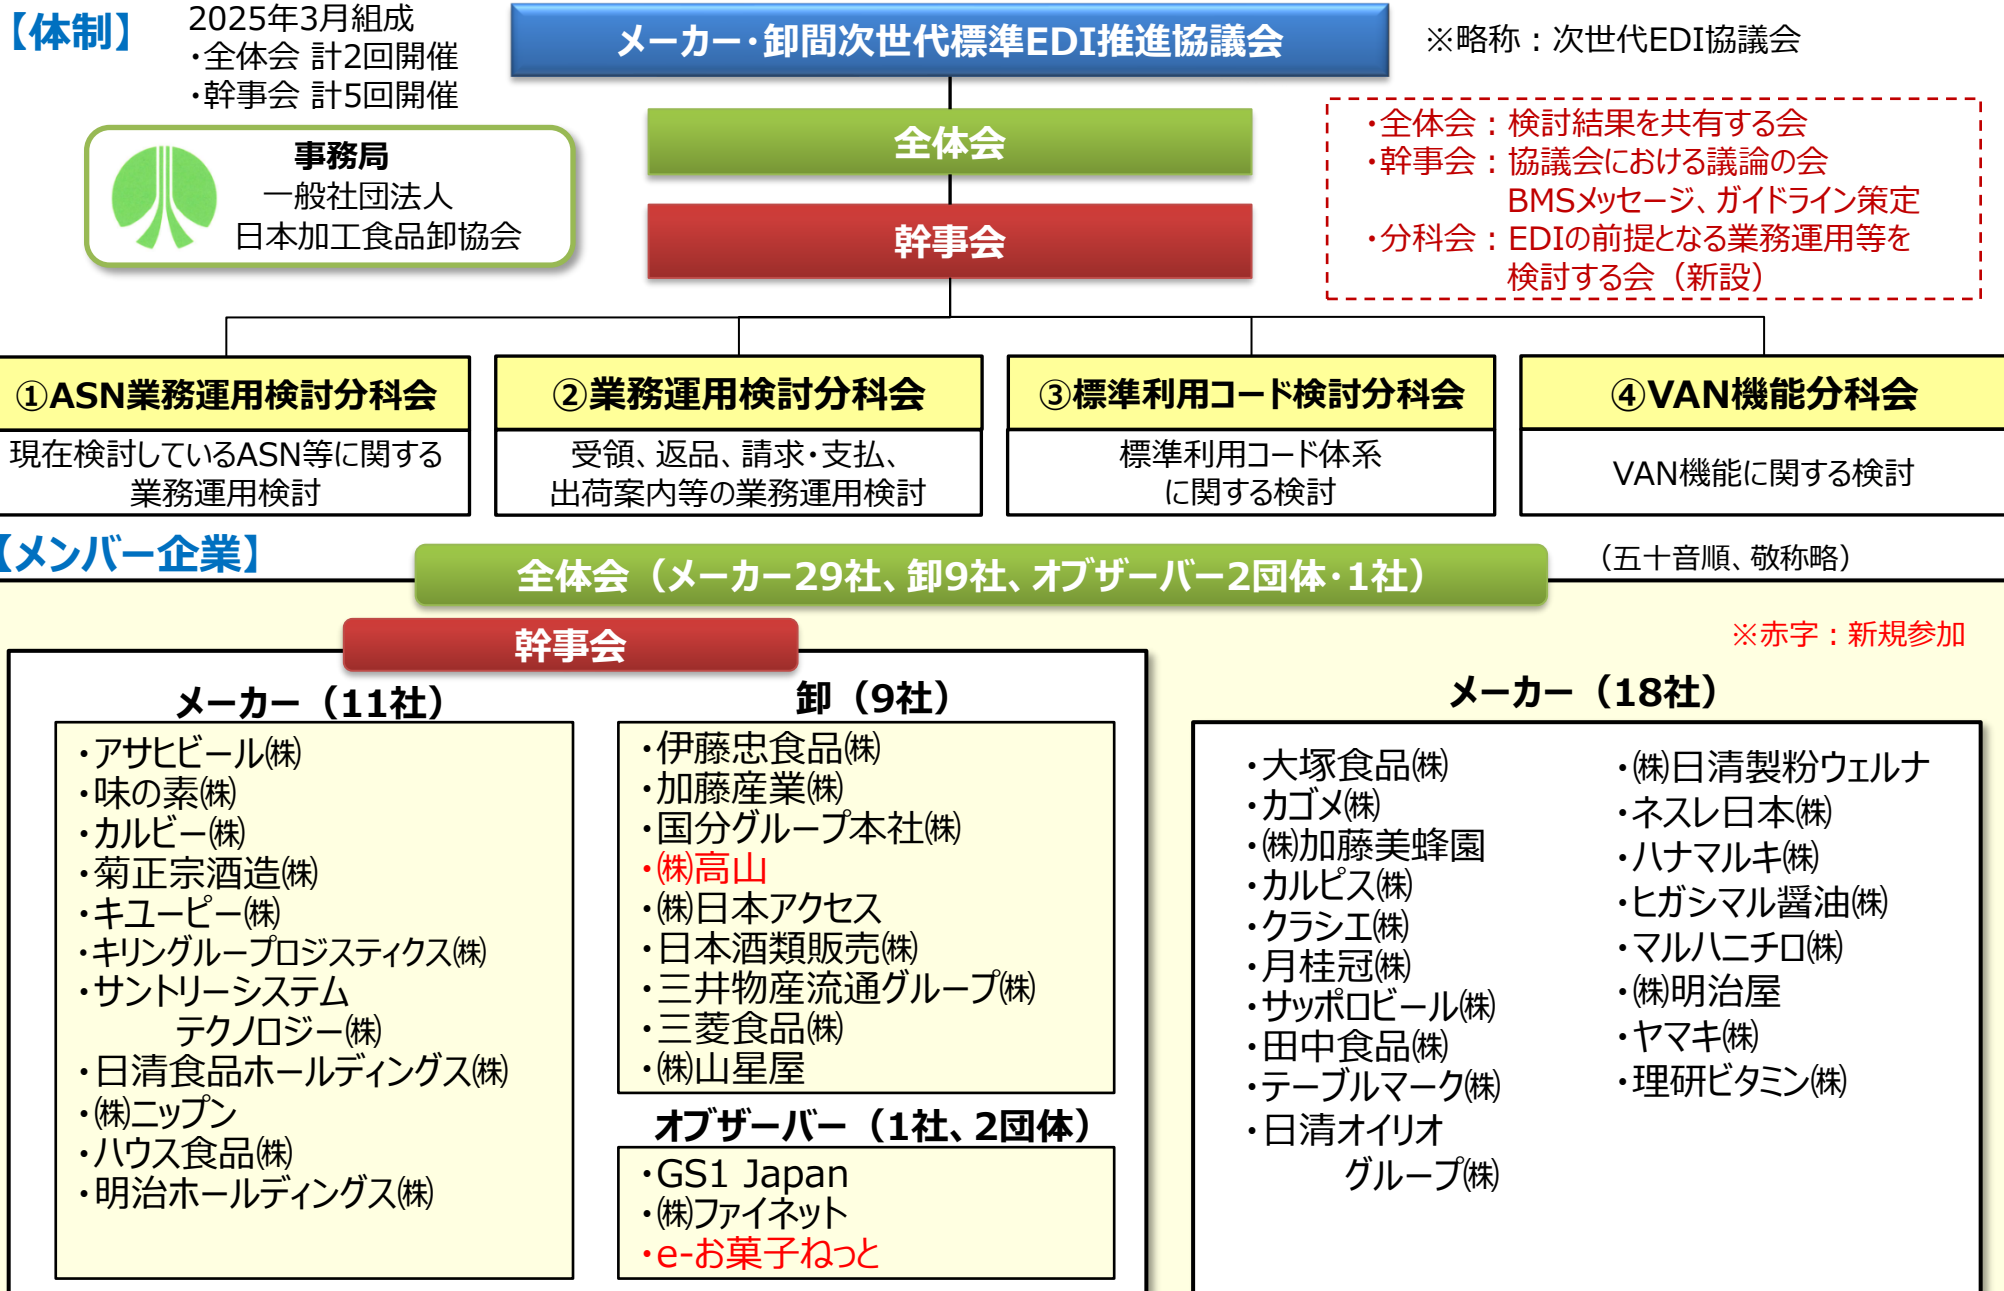 【体制】
2025年3月組成
・全体会 計2回開催
・幹事会 計5回開催
メーカー・卸間次世代標準EDI推進協議会
※略称：次世代EDI協議会
事務局
一般社団法人
日本加工食品卸協会
全体会
幹事会
・全体会：検討結果を共有する会
・幹事会：協議会における議論の会
BMSメッセージ、ガイドライン策定
・分科会：EDIの前提となる業務運用等を
検討する会（新設）
①ASN業務運用検討分科会
現在検討しているASN等に関する
業務運用検討
②業務運用検討分科会
受領、返品、請求・支払、
出荷案内等の業務運用検討
③標準利用コード検討分科会
標準利用コード体系
に関する検討
④VAN機能分科会
VAN機能に関する検討
【メンバー企業】
全体会（メーカー29社、卸9社、オブザーバー2団体・1社）
（五十音順、敬称略）
※赤字：新規参加
幹事会
メーカー（11社）
・アサヒビール㈱
・味の素㈱
・カルビー㈱
・菊正宗酒造㈱
・キユーピー㈱
・キリングループロジスティクス㈱
・サントリーシステム
テクノロジー㈱
・日清食品ホールディングス㈱
・㈱ニップン
・ハウス食品㈱
・明治ホールディングス㈱
卸（9社）
・伊藤忠食品㈱
・加藤産業㈱
・国分グループ本社㈱
・㈱高山
・㈱日本アクセス
・日本酒類販売㈱
・三井物産流通グループ㈱
・三菱食品㈱
・㈱山星屋
オブザーバー（1社、2団体）
・GS1 Japan
・㈱ファイネット
・e-お菓子ねっと
メーカー（18社）
・大塚食品㈱
・カゴメ㈱
・㈱加藤美蜂園
・カルピス㈱
・クラシエ㈱
・月桂冠㈱
・サッポロビール㈱
・田中食品㈱
・テーブルマーク㈱
・日清オイリオ
グループ㈱
・㈱日清製粉ウェルナ
・ネスレ日本㈱
・ハナマルキ㈱
・ヒガシマル醤油㈱
・マルハニチロ㈱
・㈱明治屋
・ヤマキ㈱
・理研ビタミン㈱